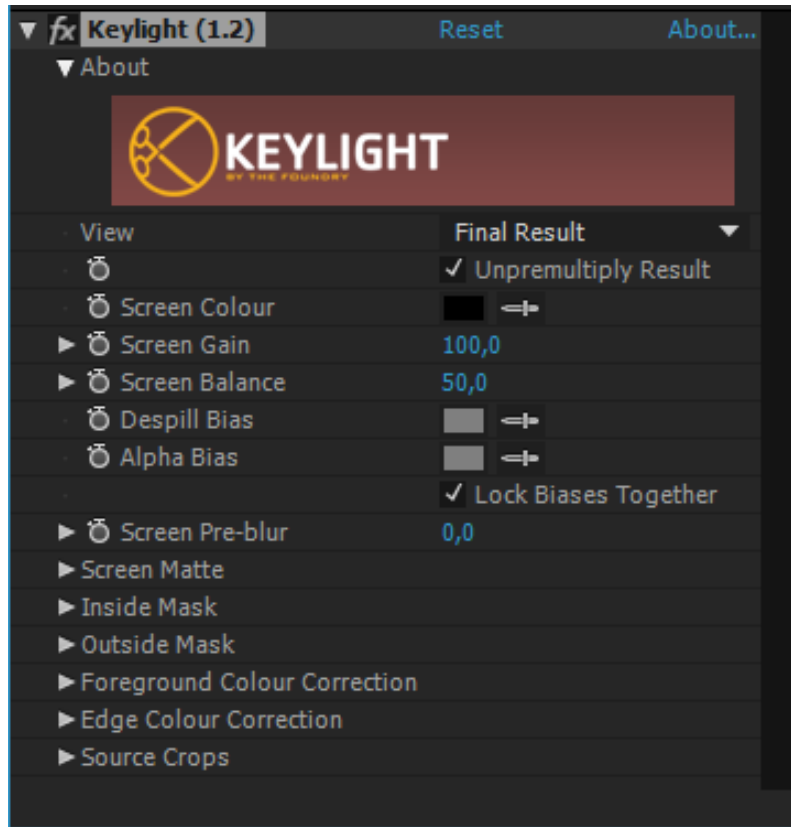 fx Keylight (1.2) Reset About...
About
KEYLIGHT
BY THE FOUNDRY
View Final Result
Unpremultiply Result
Screen Colour
Screen Gain 100,0
Screen Balance 50,0
Despill Bias
Alpha Bias
Lock Biases Together
Screen Pre-blur 0,0
Screen Matte
Inside Mask
Outside Mask
Foreground Colour Correction
Edge Colour Correction
Source Crops